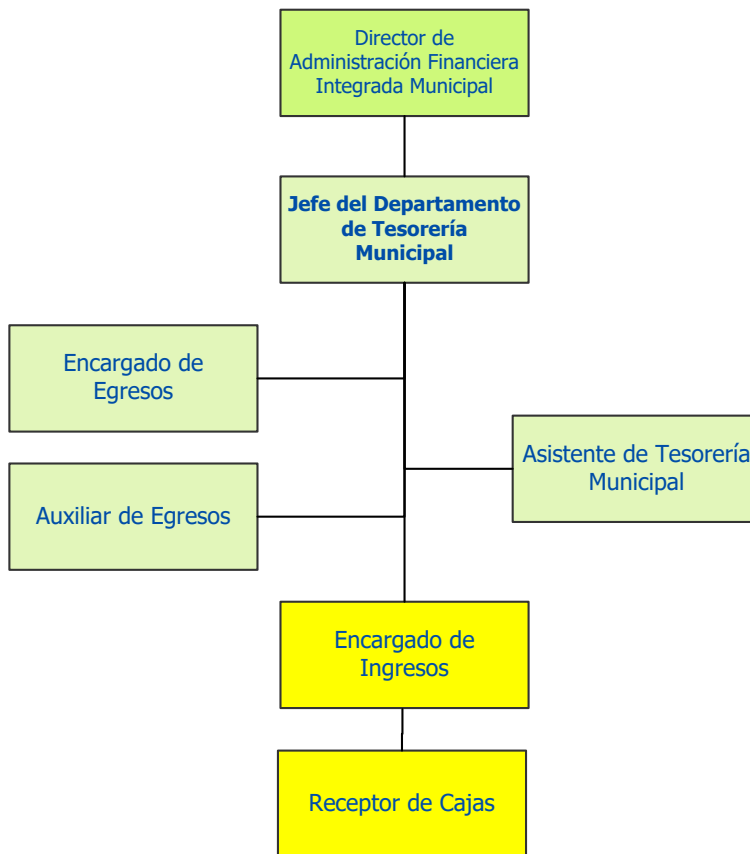 Director de
Administración Financiera
Integrada Municipal
Jefe del Departamento
de Tesorería
Municipal
Encargado de
Egresos
Asistente de Tesorería
Municipal
Auxiliar de Egresos
Encargado de
Ingresos
Receptor de Cajas